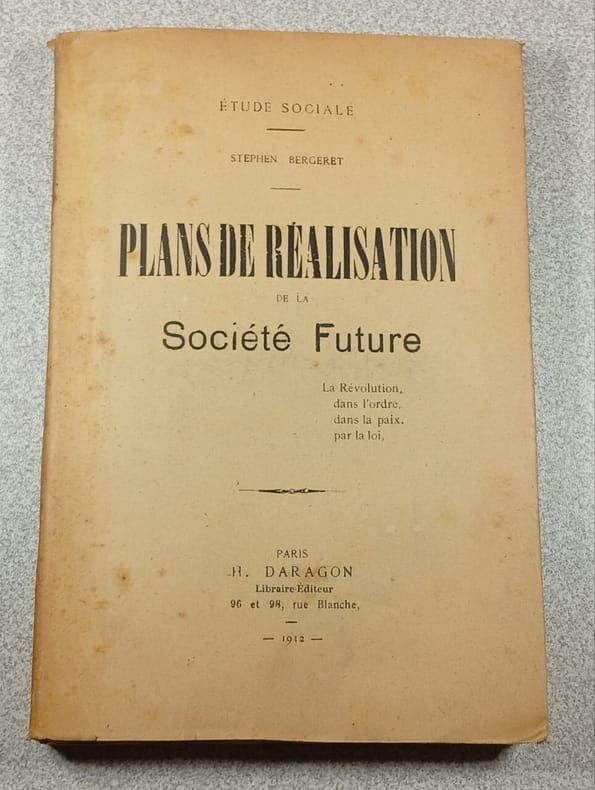 ÉTUDE SOCIALE
STEPHEN BERGERET
PLANS DE RÉALISATION
DE LA
Société Future
La Révolution,
dans l'ordre,
dans la paix.
par la loi,
PARIS
H. DARAGON
Libraire-Éditeur
96 et 98, rue Blanche,
— 1912 —